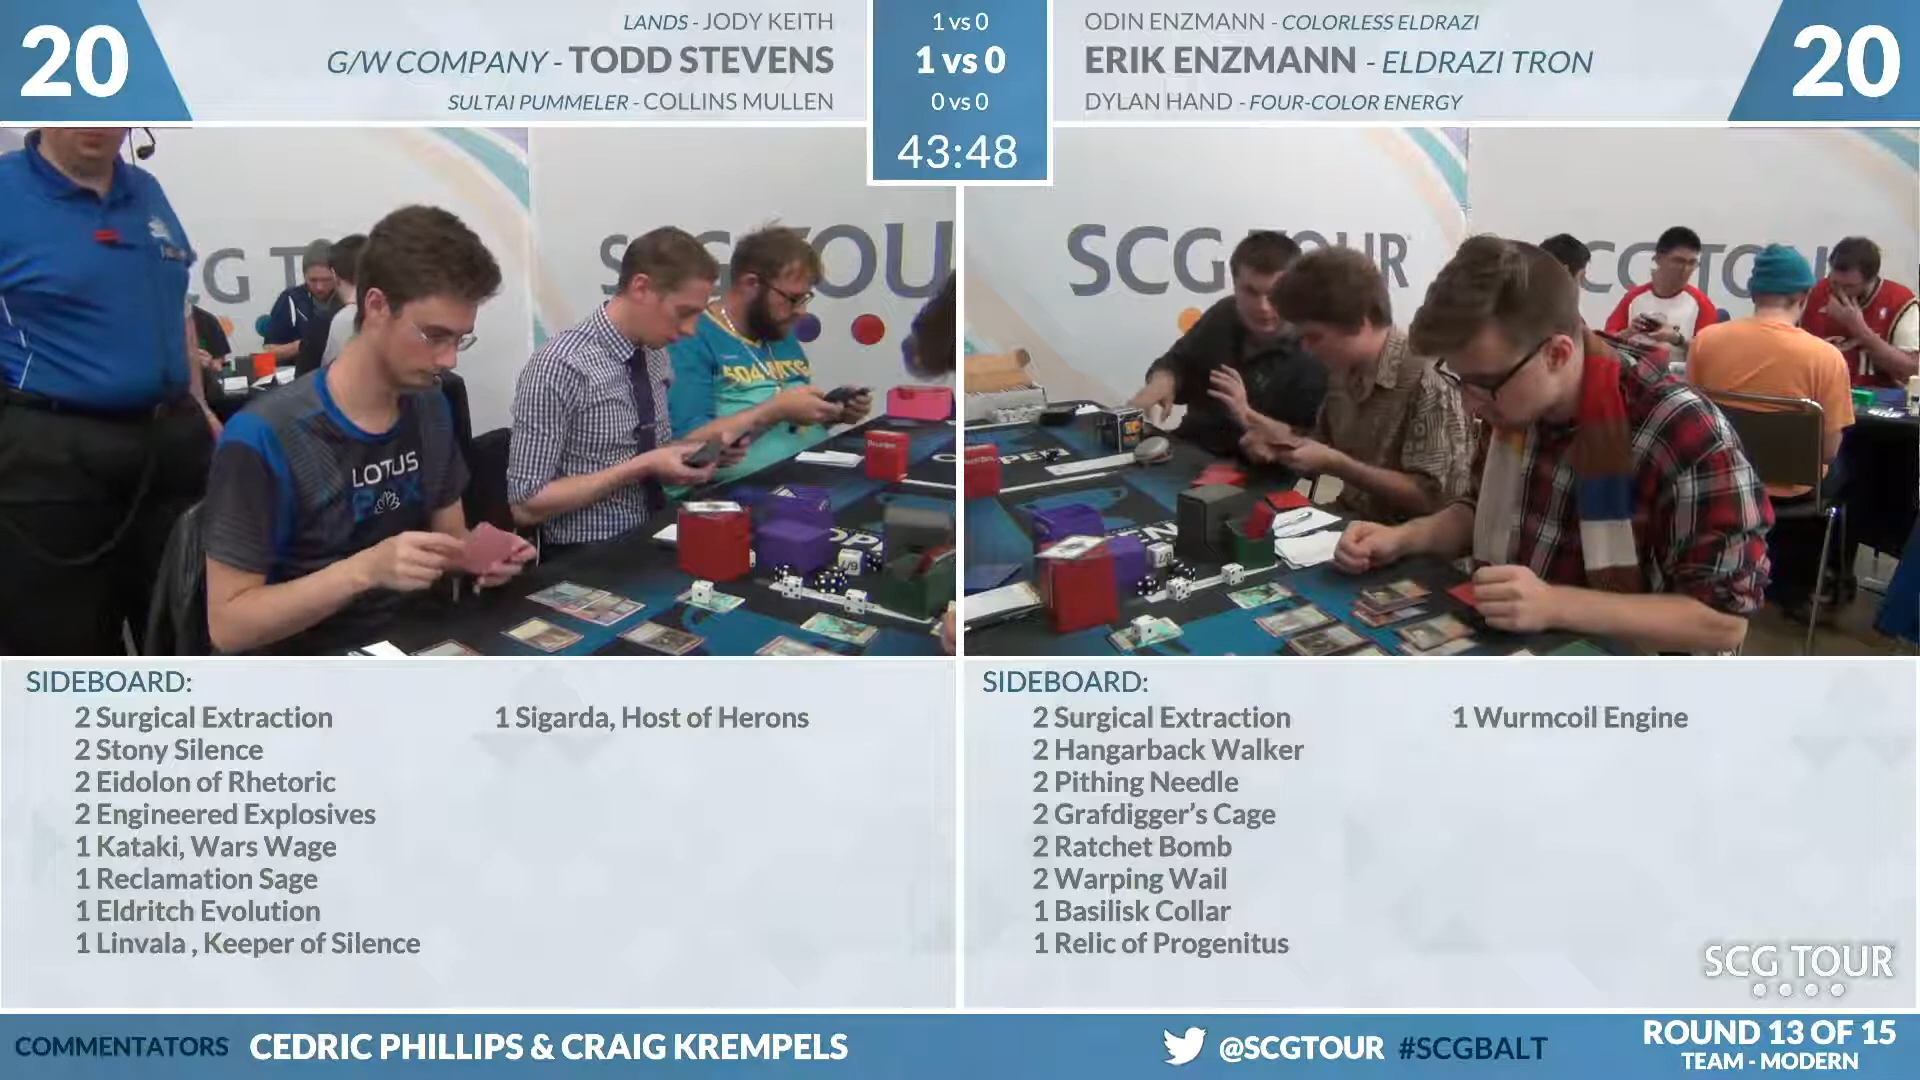 20
LANDS - JODY KEITH
G/W COMPANY - TODD STEVENS
SULTAI PUMMELER - COLLINS MULLEN
1 vs 0
1 vs 0
0 vs 0
43:48
ODIN ENZMANN - COLORLESS ELDRAZI
ERIK ENZMANN - ELDRAZI TRON
DYLAN HAND - FOUR-COLOR ENERGY
20
CG T
SCG TOU
LOTUS
SCG TOUR
SIDEBOARD:
2 Surgical Extraction
2 Stony Silence
2 Eidolon of Rhetoric
2 Engineered Explosives
1 Kataki, Wars Wage
1 Reclamation Sage
1 Eldritch Evolution
1 Linvala , Keeper of Silence
1 Sigarda, Host of Herons
SIDEBOARD:
2 Surgical Extraction
2 Hangarback Walker
2 Pithing Needle
2 Grafdigger's Cage
2 Ratchet Bomb
2 Warping Wail
1 Basilisk Collar
1 Relic of Progenitus
1 Wurmcoil Engine
SCG TOUR
COMMENTATORS CEDRIC PHILLIPS & CRAIG KREMPELS
@SCGTOUR #SCGBALT
ROUND 13 OF 15
TEAM - MODERN